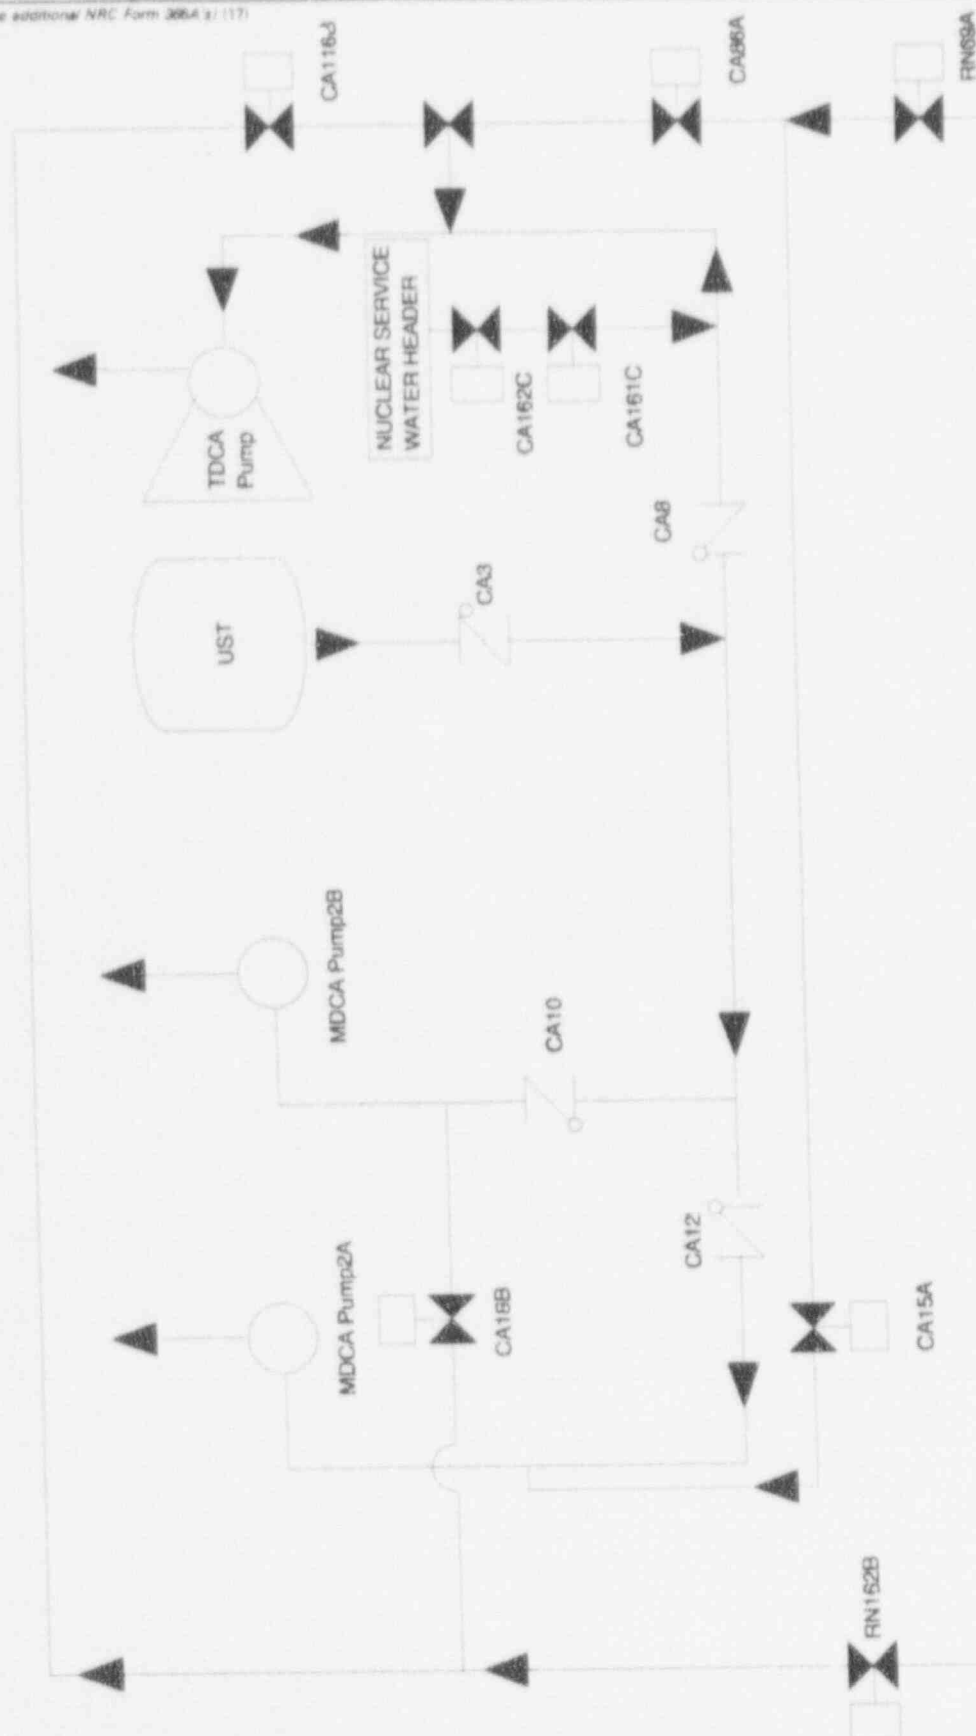 additional NRC Form 366A's) (17)
CA116B
CA86A
RN69A
NUCLEAR SERVICE
WATER HEADER
TDCA
Pump
CA162C
CA161C
CA8
UST
CA3
MDCA Pump2B
CA10
MDCA Pump2A
CA18B
CA12
CA15A
RN162B